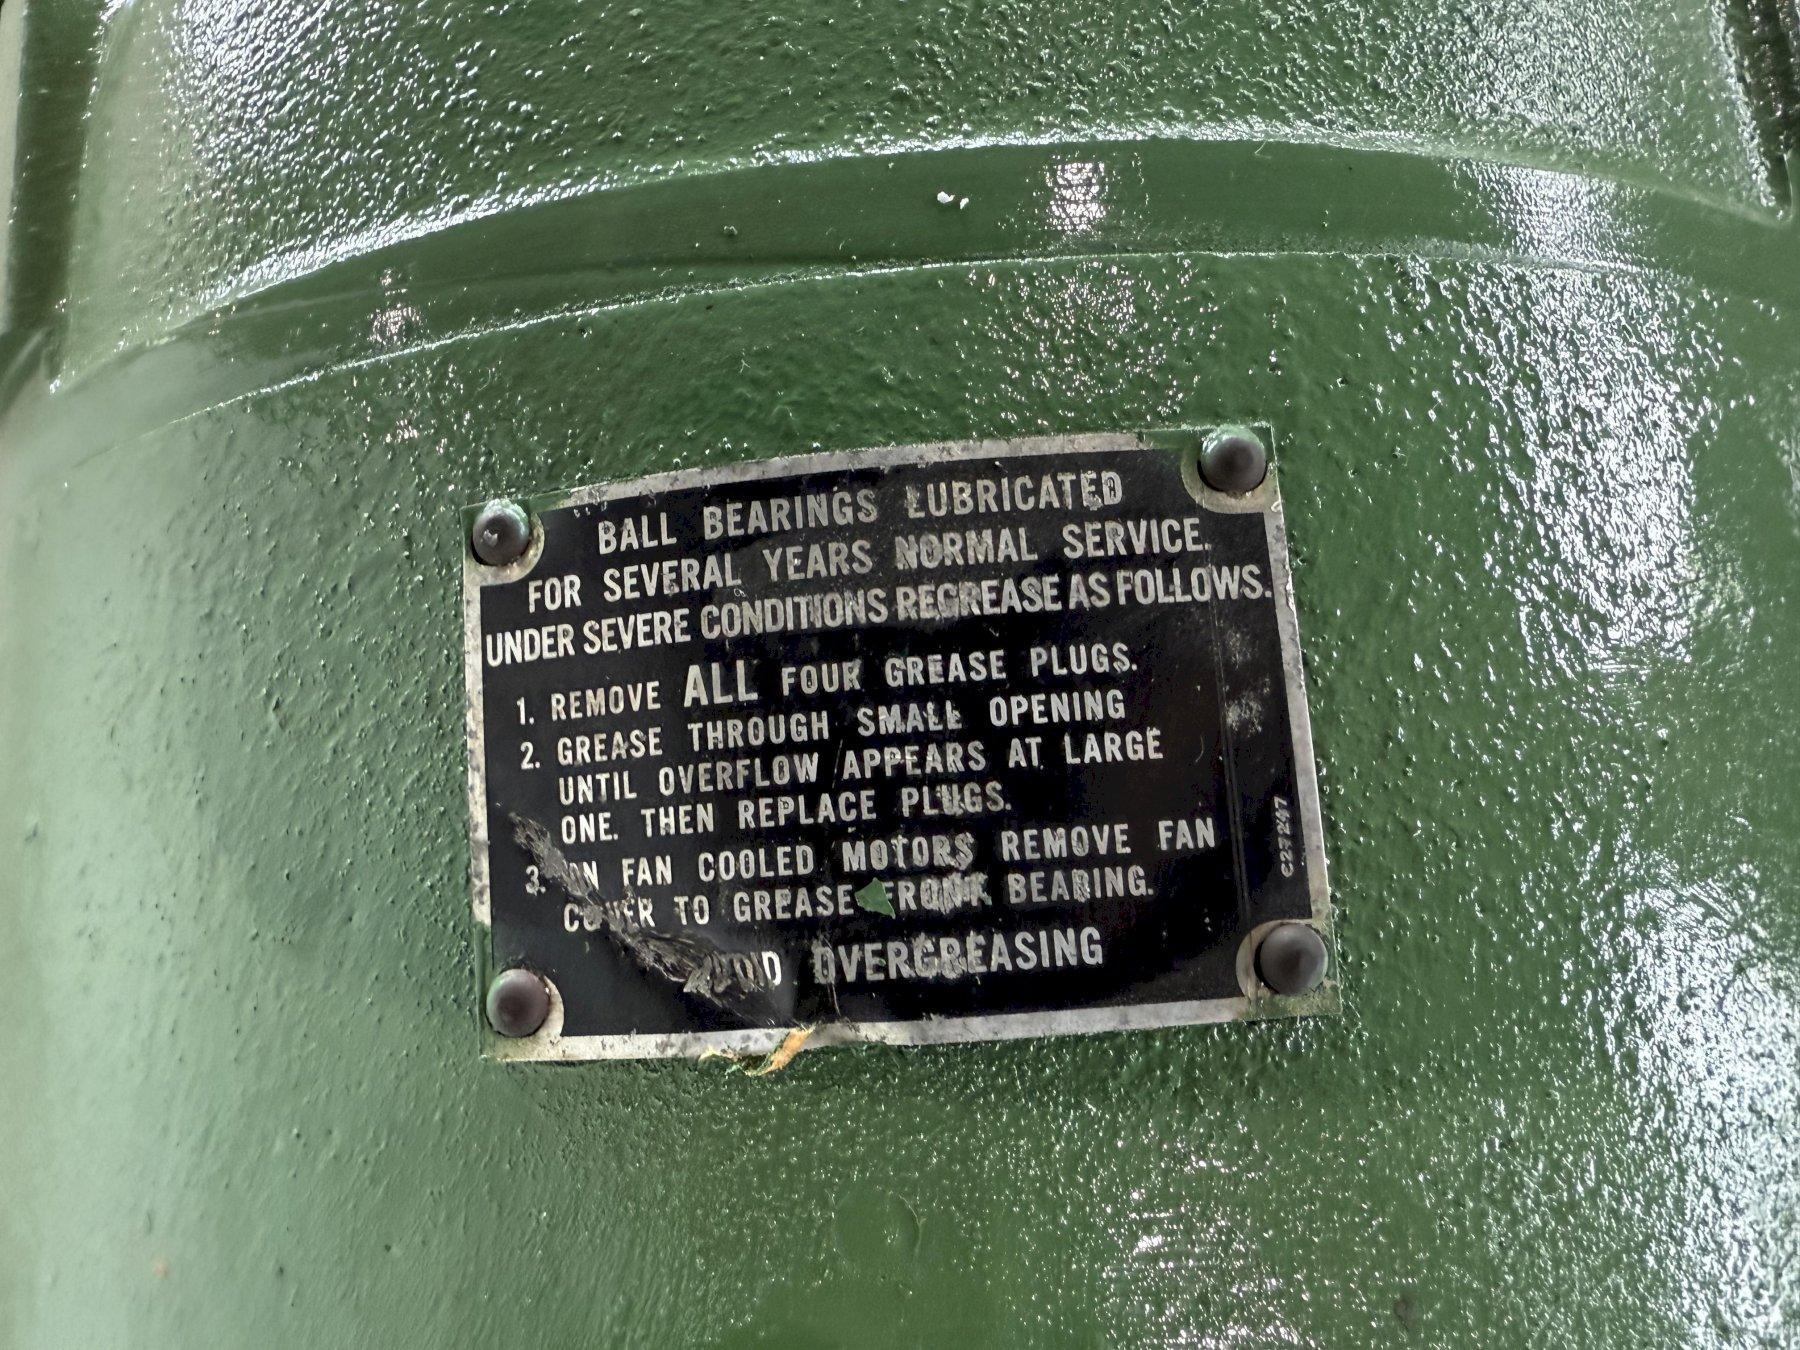 BALL BEARINGS LUBRICATED
FOR SEVERAL YEARS NORMAL SERVICE.
UNDER SEVERE CONDITIONS REGREASE AS FOLLOWS.
1. REMOVE ALL FOUR GREASE PLUGS.
2. GREASE THROUGH SMALL OPENING
UNTIL OVERFLOW APPEARS AT LARGE
ONE. THEN REPLACE PLUGS.
3. ON FAN COOLED MOTORS REMOVE FAN
COVER TO GREASE FRONT BEARING.
AVOID OVERGREASING